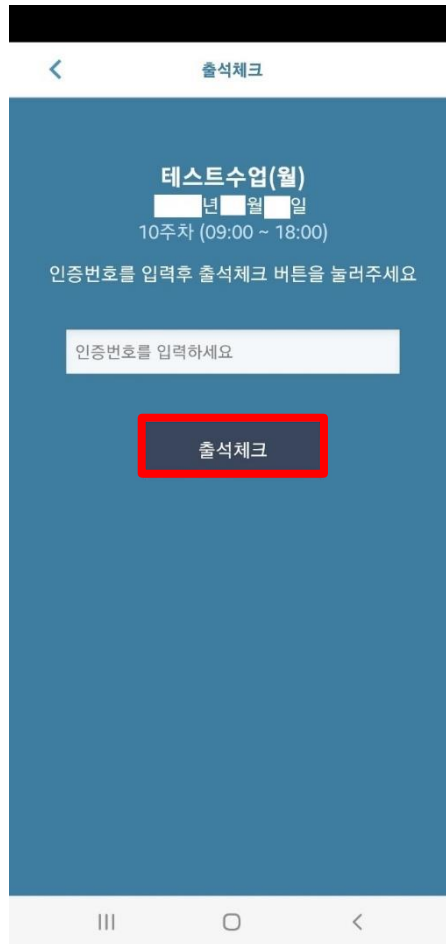 출석체크
테스트수업(월)
년 월 일
10주차 (09:00 ~ 18:00)
인증번호를 입력후 출석체크 버튼을 눌러주세요
인증번호를 입력하세요
출석체크